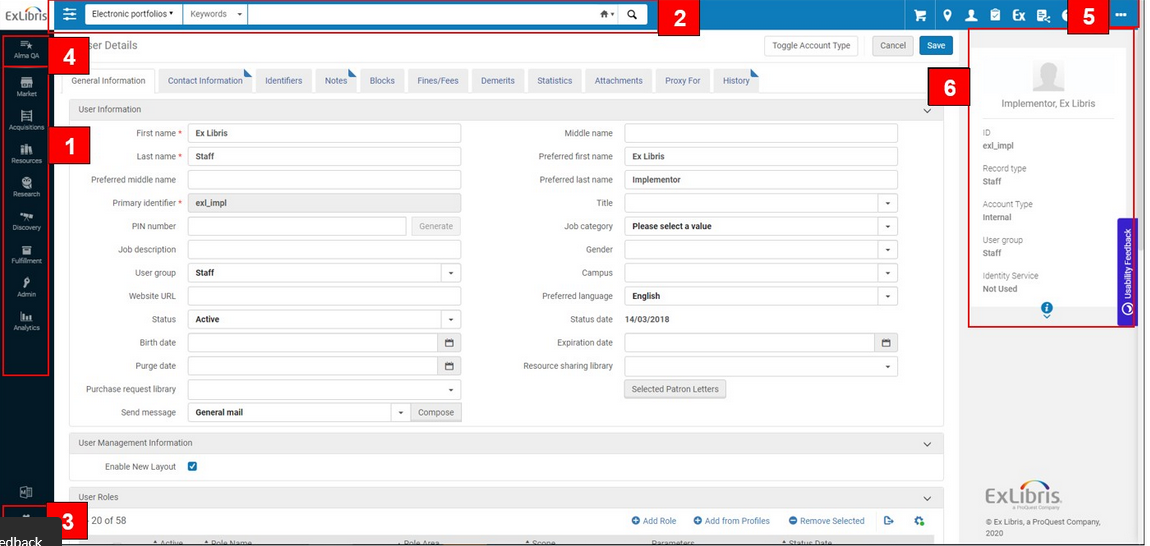 ExLibris
Electronic portfolios Keywords
2
5
Ex
4
Alma QA
ser Details
Toggle Account Type Cancel Save
General Information Contact Information Identifiers Notes Blocks Fines/Fees Demerits Statistics Attachments Proxy For History
6
Market
Acquisitions
1
Resources
Research
Discovery
Fulfillment
Admin
Analytics
User Information
First name * Ex Libris Middle name
Last name * Staff Preferred first name Ex Libris
Preferred middle name Preferred last name Implementor
Primary identifier * exl_impl Title
PIN number Generate Job category Please select a value
Job description Gender
User group Staff Campus
Website URL Preferred language English
Status Active Status date 14/03/2018
Birth date Expiration date
Purge date Resource sharing library
Purchase request library Selected Patron Letters
Send message General mail Compose
User Management Information
Enable New Layout
User Roles
3
20 of 58 Add Role Add from Profiles Remove Selected
Active Role Name Role Area Scope Parameters Status Date
edback
Implementor, Ex Libris
ID
exl_impl
Record type
Staff
Account Type
Internal
User group
Staff
Identity Service
Not Used
Usability Feedback
ExLibris
a ProQuest Company
© Ex Libris, a ProQuest Company,
2020